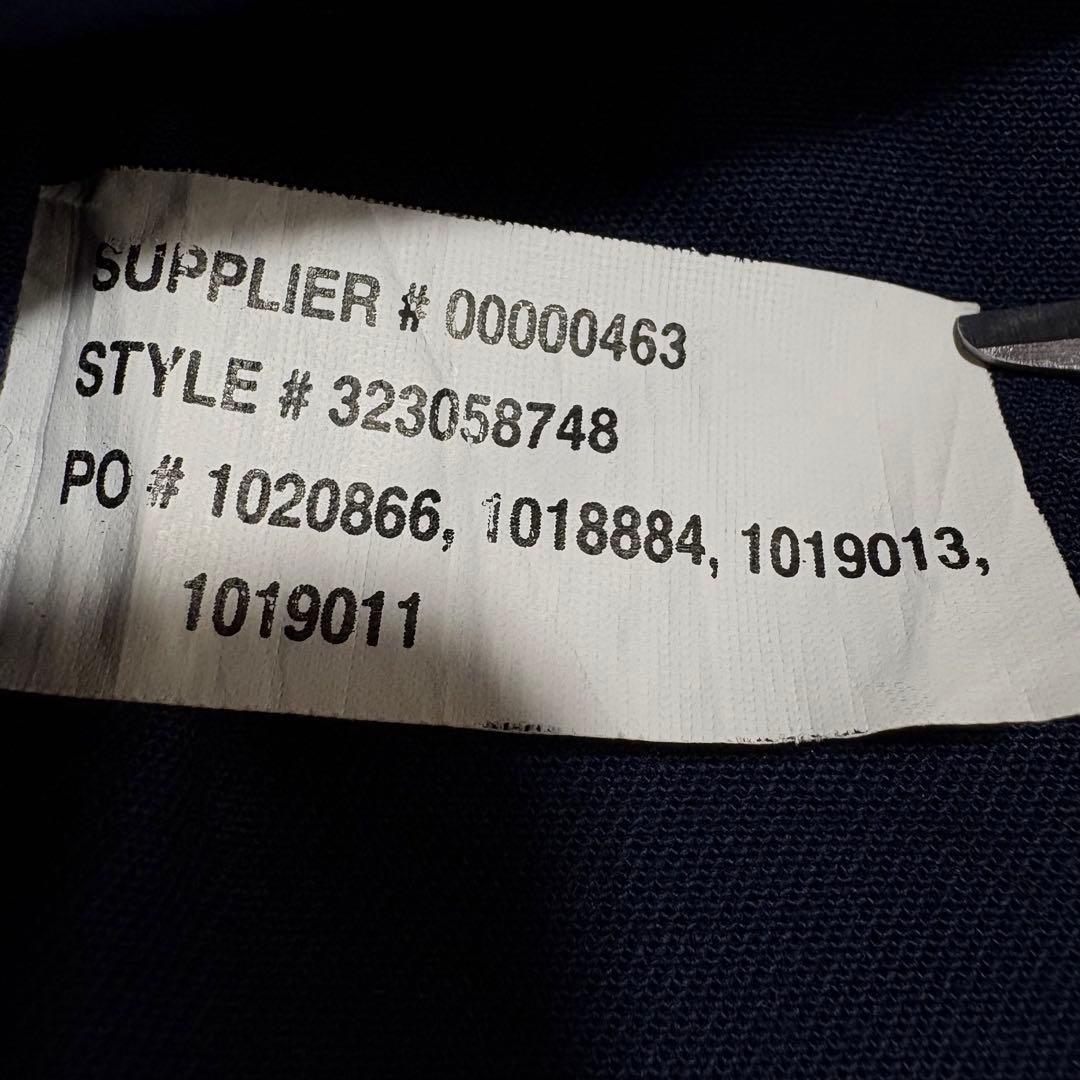 SUPPLIER # 00000463
STYLE # 323058748
PO # 1020866, 1018884, 1019013,
1019011